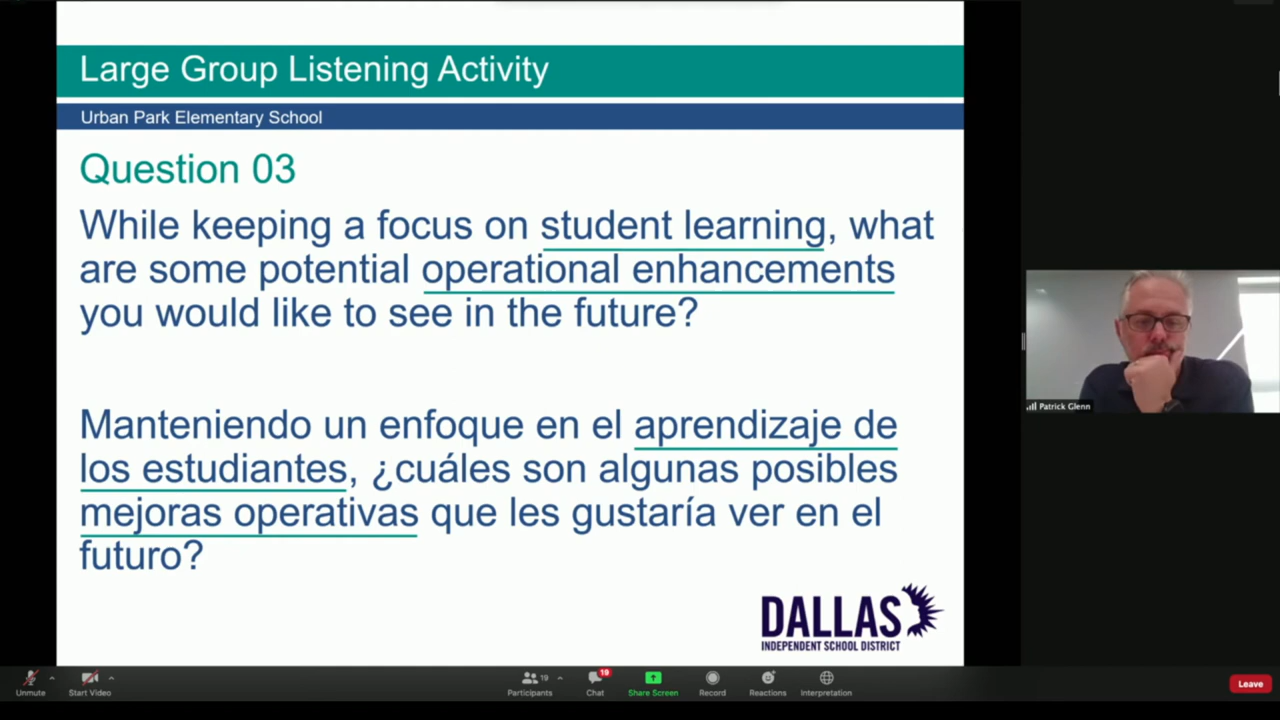 Large Group Listening Activity
Urban Park Elementary School
Question 03
While keeping a focus on student learning, what
are some potential operational enhancements
you would like to see in the future?
Manteniendo un enfoque en el aprendizaje de
los estudiantes, ¿cuáles son algunas posibles
mejoras operativas que les gustaría ver en el
futuro?
DALLAS
INDEPENDENT SCHOOL DISTRICT
Patrick Glenn
Unmute
Start Video
19
Participants
19
Chat
Share Screen
Record
Reactions
Interpretation
Leave